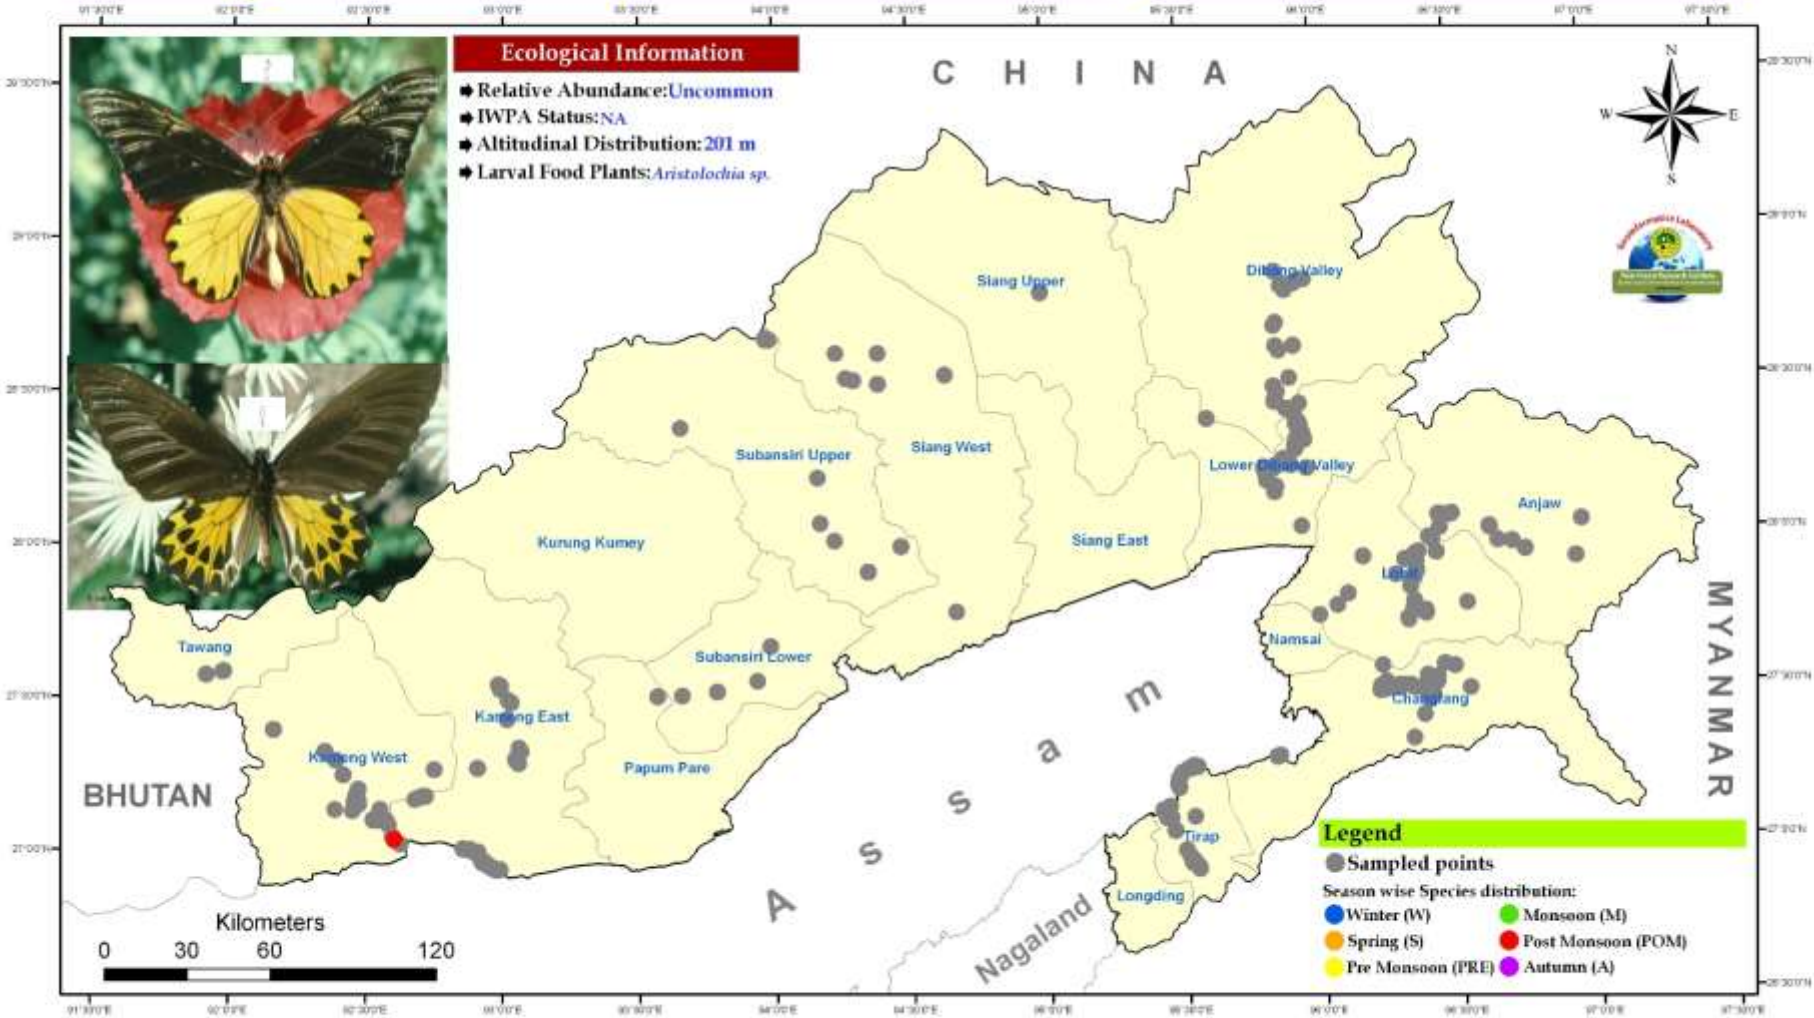 Ecological Information
➡ Relative Abundance:Uncommon
➡ IWPA Status:NA
➡ Altitudinal Distribution:201 m
➡ Larval Food Plants:Aristolochia sp.
CHINA
N
W E
S
Siang Upper
Dibang Valley
Subansiri Upper
Siang West
Lower Dibang Valley
Anjaw
Kurung Kumey
Siang East
Lohit
Tawang
Subansiri Lower
Namsai
MYANMAR
Kameng East
Changlang
Kameng West
Papum Pare
BHUTAN
Assam
Tirap
Longding
Nagaland
Kilometers
0 30 60 120
Legend
Sampled points
Season wise Species distribution:
Winter (W) Monsoon (M)
Spring (S) Post Monsoon (POM)
Pre Monsoon (PRE) Autumn (A)